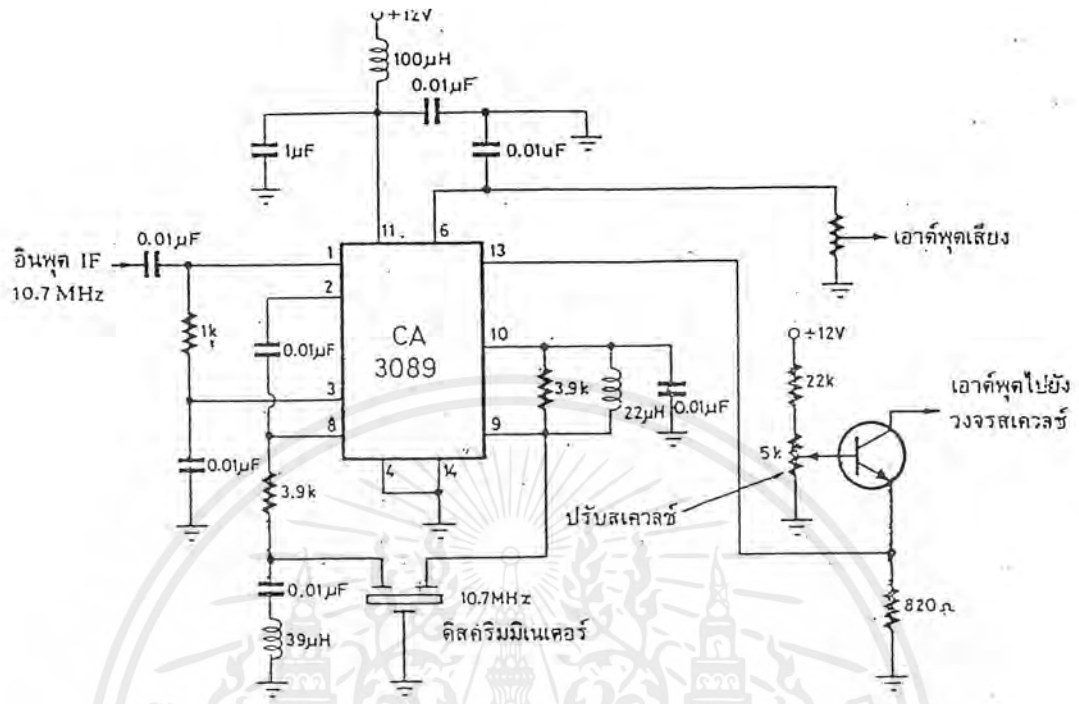 +12V
100µH
0.01µF
1µF
0.01uF
11
6
เอาต์พุตเสียง
0.01µF
อินพุต IF
10.7 MHz
1
13
2
1k
0.01µF
CA
3089
10
3.9k
22µH
0.01µF
3
8
9
+12V
22k
5k
เอาต์พุตไปยัง
วงจรสเควลช์
0.01µF
4
14
ปรับสเควลช์
3.9k
0.01µF
39µH
10.7MHz
ดิสคริมมิเนเตอร์
820Ω